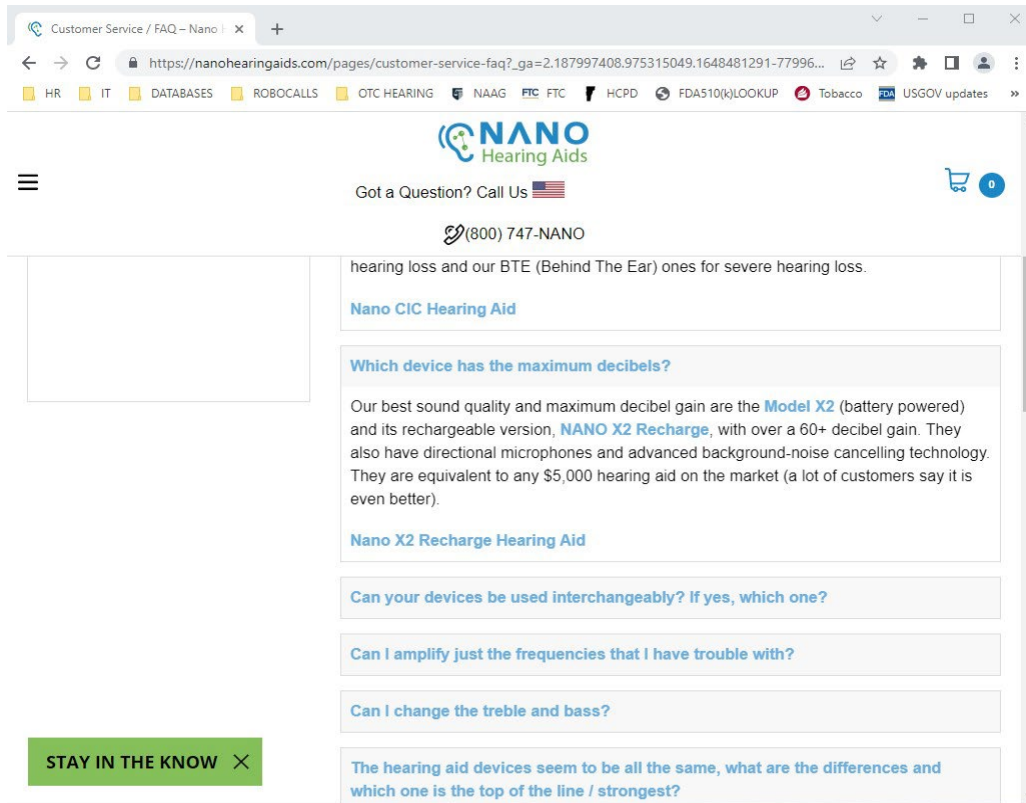 Customer Service / FAQ – Nano
https://nanohearingaids.com/pages/customer-service-faq?_ga=2.187997408.975315049.1648481291-77996...
HR IT DATABASES ROBOCALLS OTC HEARING NAAG FTC FTC HCPD FDA510(k)LOOKUP Tobacco FDA USGOV updates »
NANO
Hearing Aids
Got a Question? Call Us
0
(800) 747-NANO
hearing loss and our BTE (Behind The Ear) ones for severe hearing loss.
Nano CIC Hearing Aid
Which device has the maximum decibels?
Our best sound quality and maximum decibel gain are the Model X2 (battery powered)
and its rechargeable version, NANO X2 Recharge, with over a 60+ decibel gain. They
also have directional microphones and advanced background-noise cancelling technology.
They are equivalent to any $5,000 hearing aid on the market (a lot of customers say it is
even better).
Nano X2 Recharge Hearing Aid
Can your devices be used interchangeably? If yes, which one?
Can I amplify just the frequencies that I have trouble with?
Can I change the treble and bass?
STAY IN THE KNOW
The hearing aid devices seem to be all the same, what are the differences and
which one is the top of the line / strongest?